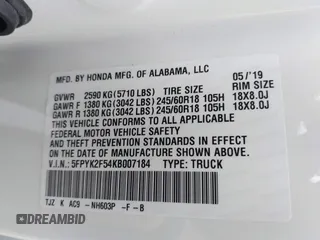 MFD. BY HONDA MFG. OF ALABAMA, LLC
05/'19
GVWR 2590 KG(5710 LBS) TIRE SIZE RIM SIZE
GAWR F 1380 KG(3042 LBS) 245/60R18 105H 18X8.0J
GAWR R 1380 KG(3042 LBS) 245/60R18 105H 18X8.0J
THIS VEHICLE CONFORMS TO ALL APPLICABLE
FEDERAL MOTOR VEHICLE SAFETY STANDARDS
IN EFFECT ON THE DATE OF MANUFACTURE
SHOWN ABOVE.
V.I.N.: 5FPYK2F54KB007184 TYPE: TRUCK
TJZ K AC9 -NH603P -F-B
DREAMBID